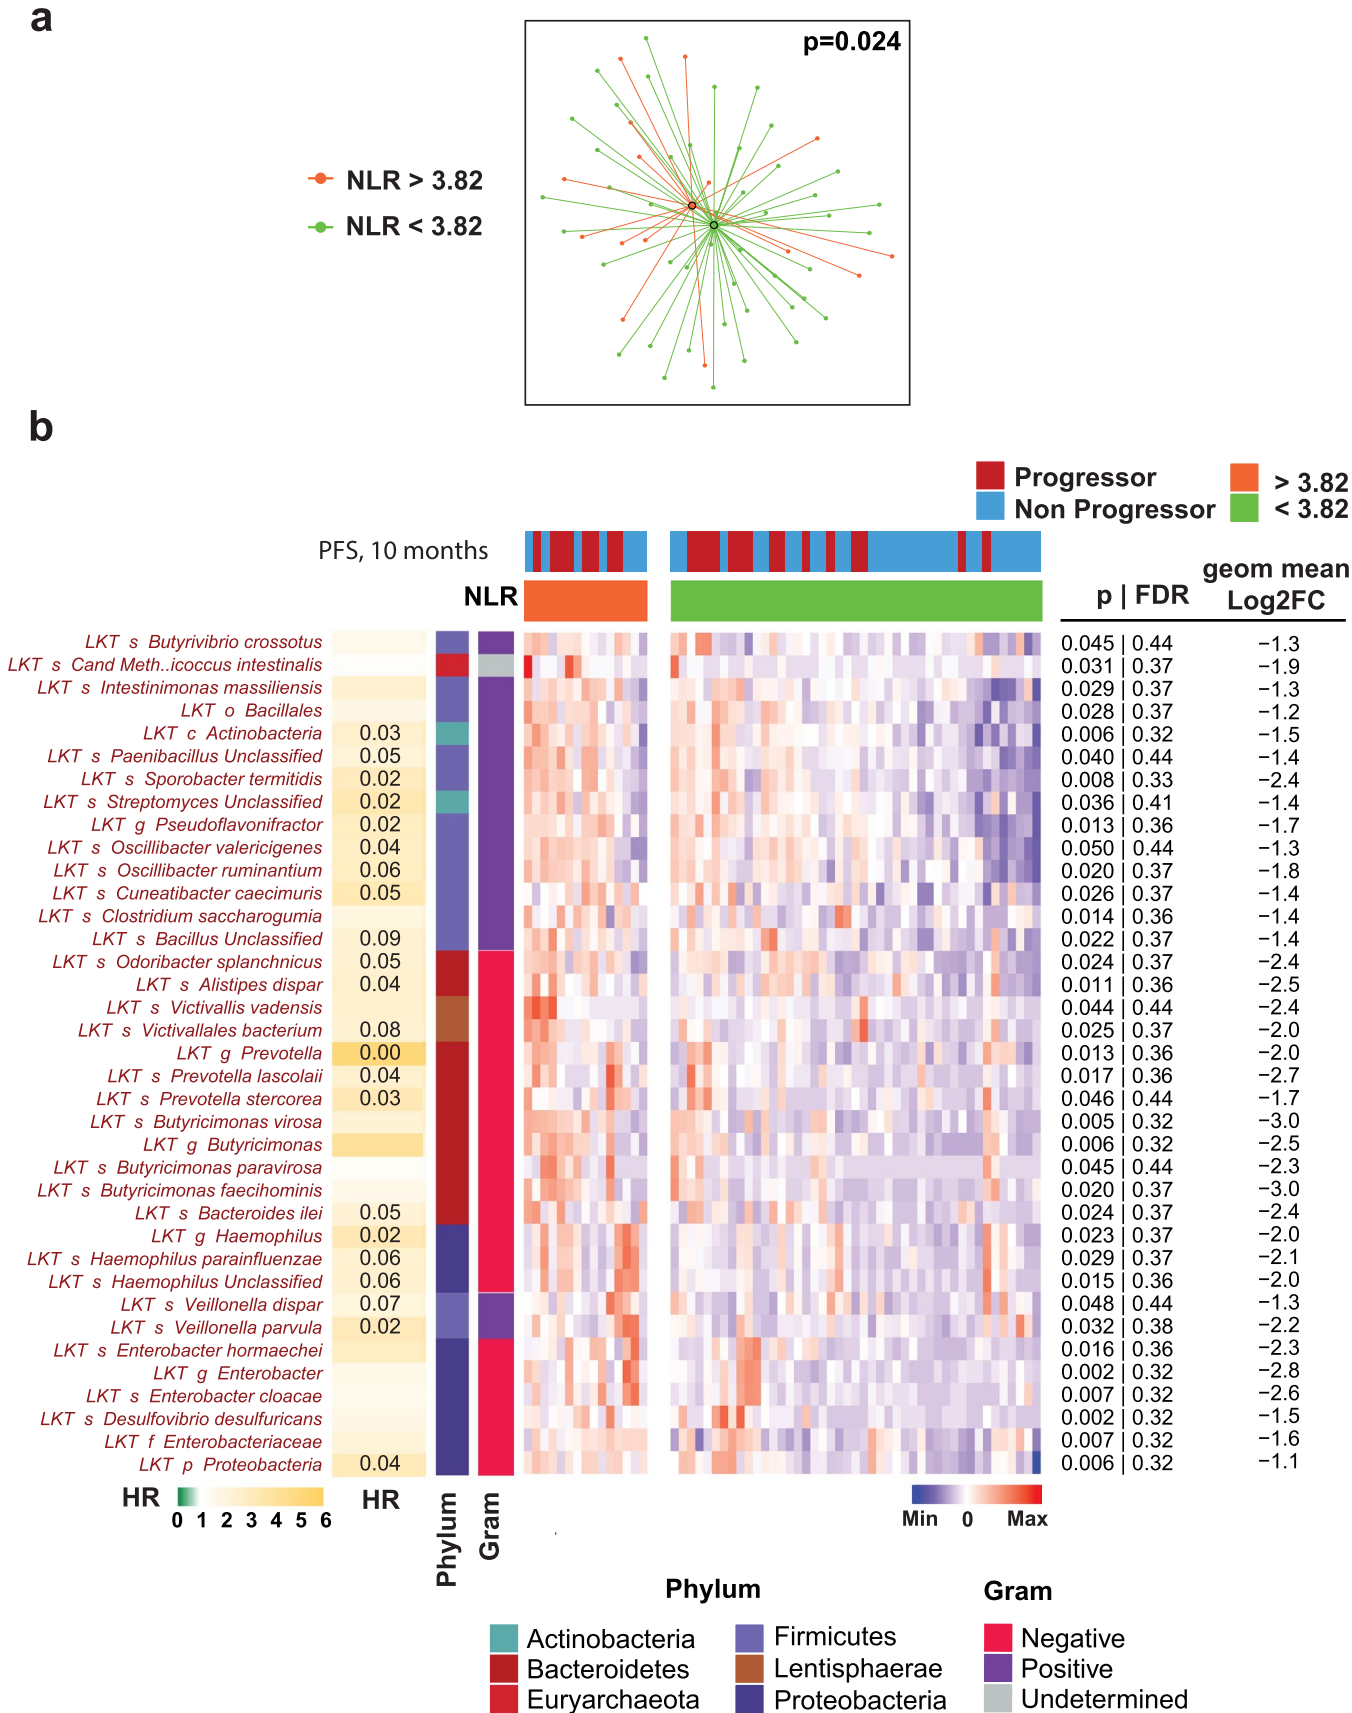 a
p=0.024
NLR > 3.82
NLR < 3.82
b
Progressor
> 3.82
Non Progressor
< 3.82
PFS, 10 months
NLR
p | FDR
geom mean
Log2FC
LKT s Butyrivibrio crossotus 0.045 | 0.44 −1.3
LKT s Cand Meth..icoccus intestinalis 0.031 | 0.37 −1.9
LKT s Intestinimonas massiliensis 0.029 | 0.37 −1.3
LKT o Bacillales 0.028 | 0.37 −1.2
LKT c Actinobacteria 0.03 0.006 | 0.32 −1.5
LKT s Paenibacillus Unclassified 0.05 0.040 | 0.44 −1.4
LKT s Sporobacter termitidis 0.02 0.008 | 0.33 −2.4
LKT s Streptomyces Unclassified 0.02 0.036 | 0.41 −1.4
LKT g Pseudoflavonifractor 0.02 0.013 | 0.36 −1.7
LKT s Oscillibacter valericigenes 0.04 0.050 | 0.44 −1.3
LKT s Oscillibacter ruminantium 0.06 0.020 | 0.37 −1.8
LKT s Cuneatibacter caecimuris 0.05 0.026 | 0.37 −1.4
LKT s Clostridium saccharogumia 0.014 | 0.36 −1.4
LKT s Bacillus Unclassified 0.09 0.022 | 0.37 −1.4
LKT s Odoribacter splanchnicus 0.05 0.024 | 0.37 −2.4
LKT s Alistipes dispar 0.04 0.011 | 0.36 −2.5
LKT s Victivallis vadensis 0.044 | 0.44 −2.4
LKT s Victivallales bacterium 0.08 0.025 | 0.37 −2.0
LKT g Prevotella 0.00 0.013 | 0.36 −2.0
LKT s Prevotella lascolaii 0.04 0.017 | 0.36 −2.7
LKT s Prevotella stercorea 0.03 0.046 | 0.44 −1.7
LKT s Butyricimonas virosa 0.005 | 0.32 −3.0
LKT g Butyricimonas 0.006 | 0.32 −2.5
LKT s Butyricimonas paravirosa 0.045 | 0.44 −2.3
LKT s Butyricimonas faecihominis 0.020 | 0.37 −3.0
LKT s Bacteroides ilei 0.05 0.024 | 0.37 −2.4
LKT g Haemophilus 0.02 0.023 | 0.37 −2.0
LKT s Haemophilus parainfluenzae 0.06 0.029 | 0.37 −2.1
LKT s Haemophilus Unclassified 0.06 0.015 | 0.36 −2.0
LKT s Veillonella dispar 0.07 0.048 | 0.44 −1.3
LKT s Veillonella parvula 0.02 0.032 | 0.38 −2.2
LKT s Enterobacter hormaechei 0.016 | 0.36 −2.3
LKT g Enterobacter 0.002 | 0.32 −2.8
LKT s Enterobacter cloacae 0.007 | 0.32 −2.6
LKT s Desulfovibrio desulfuricans 0.002 | 0.32 −1.5
LKT f Enterobacteriaceae 0.007 | 0.32 −1.6
LKT p Proteobacteria 0.04 0.006 | 0.32 −1.1
HR
0 1 2 3 4 5 6
HR
Phylum
Gram
Min 0 Max
Phylum
Gram
Actinobacteria
Firmicutes
Negative
Bacteroidetes
Lentisphaerae
Positive
Euryarchaeota
Proteobacteria
Undetermined